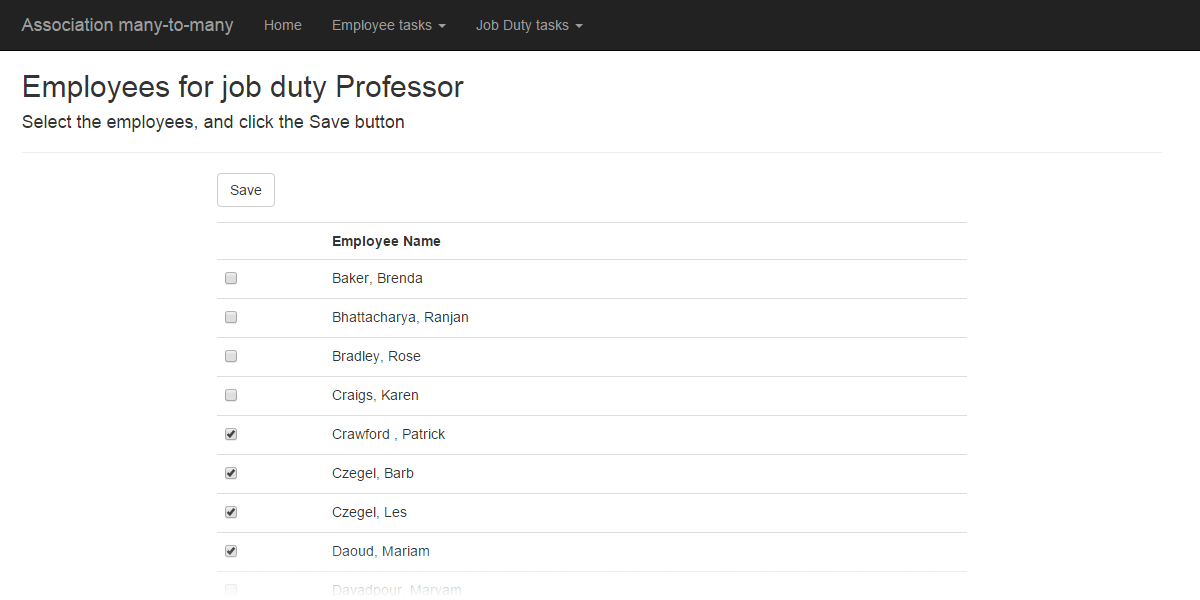 Association many-to-many Home Employee tasks Job Duty tasks
Employees for job duty Professor
Select the employees, and click the Save button
Save
Employee Name
Baker, Brenda
Bhattacharya, Ranjan
Bradley, Rose
Craigs, Karen
Crawford , Patrick
Czegel, Barb
Czegel, Les
Daoud, Mariam
Davadpour, Maryam